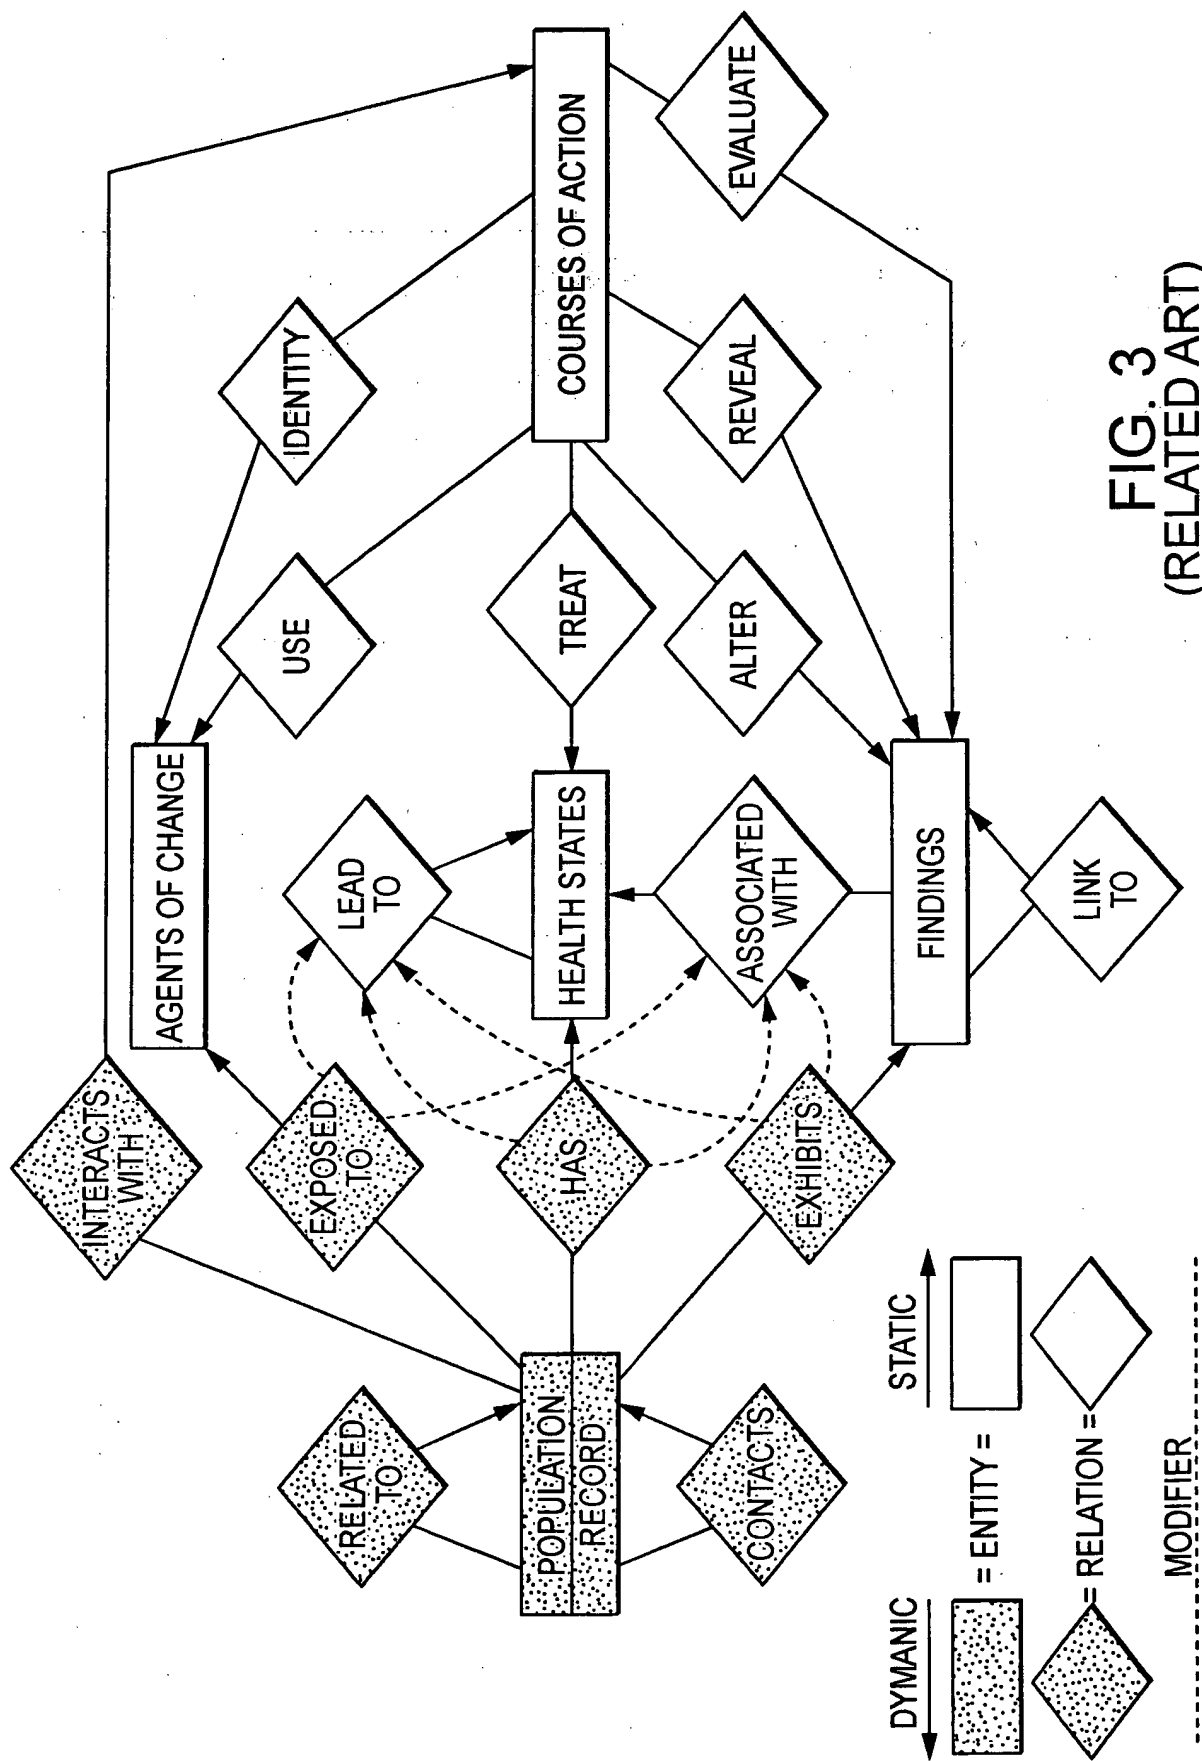 INTERACTS
WITH
RELATED
TO
EXPOSED
TO
AGENTS OF CHANGE
USE
IDENTITY
LEAD
TO
POPULATION
RECORD
HAS
HEALTH STATES
TREAT
COURSES OF ACTION
CONTACTS
EXHIBITS
ASSOCIATED
WITH
ALTER
REVEAL
EVALUATE
FINDINGS
LINK
TO
DYMANIC
STATIC
= ENTITY =
= RELATION =
MODIFIER
FIG. 3
(RELATED ART)